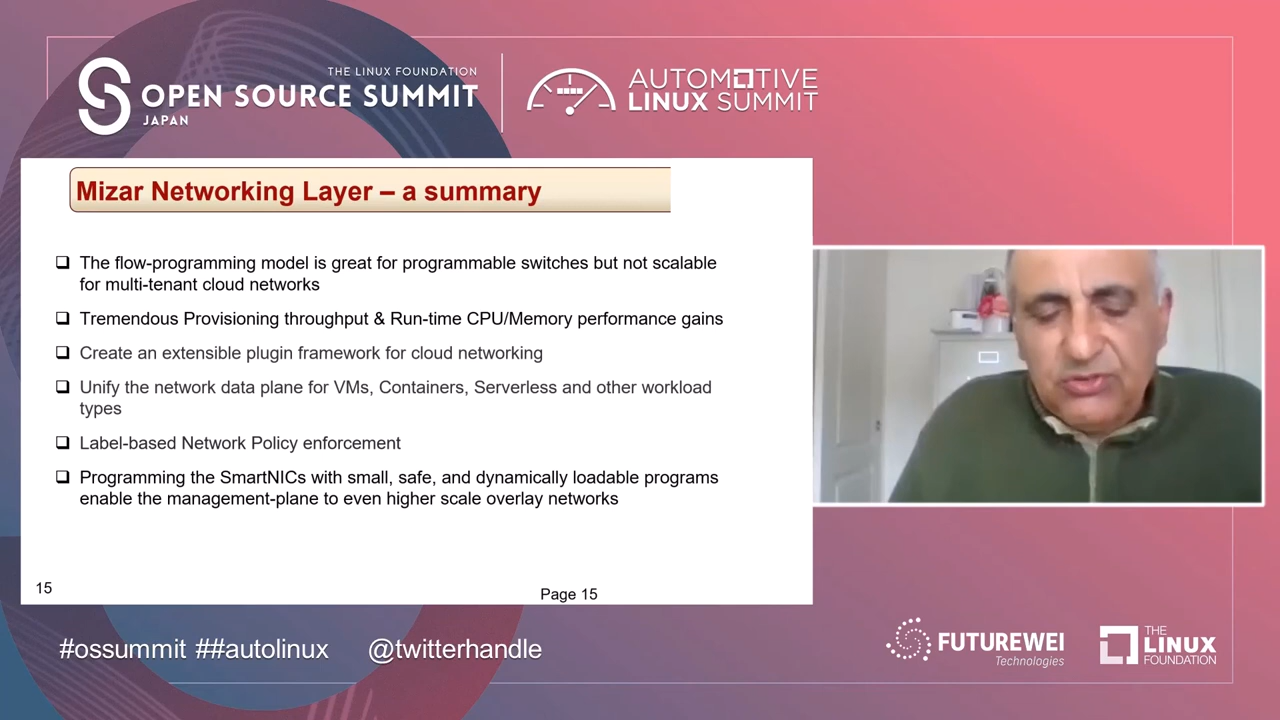 THE LINUX FOUNDATION
OPEN SOURCE SUMMIT
JAPAN
AUTOMOTIVE
LINUX SUMMIT
Mizar Networking Layer – a summary
The flow-programming model is great for programmable switches but not scalable
for multi-tenant cloud networks
Tremendous Provisioning throughput & Run-time CPU/Memory performance gains
Create an extensible plugin framework for cloud networking
Unify the network data plane for VMs, Containers, Serverless and other workload
types
Label-based Network Policy enforcement
Programming the SmartNICs with small, safe, and dynamically loadable programs
enable the management-plane to even higher scale overlay networks
15
Page 15
#ossummit ##autolinux @twitterhandle
FUTUREWEI
Technologies
THE
LINUX
FOUNDATION